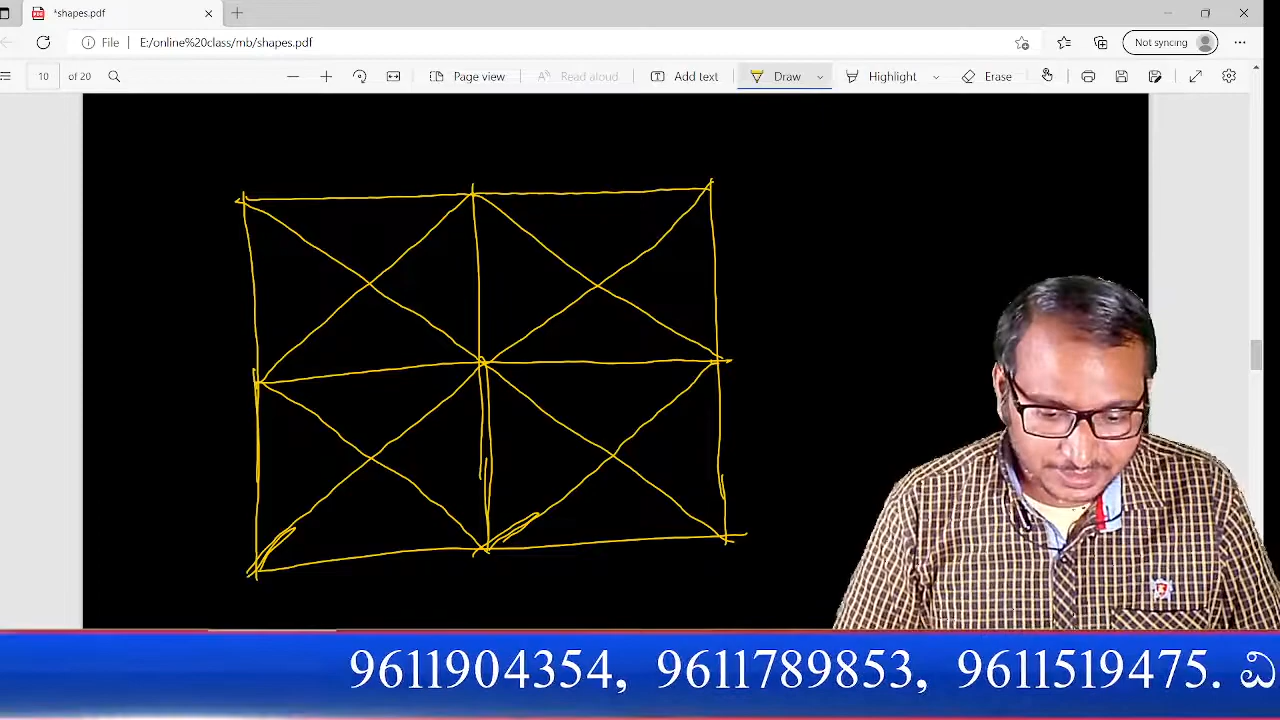 *shapes.pdf
File E:/online%20class/mb/shapes.pdf Not syncing
10 of 20 Page view Read aloud Add text Draw Highlight Erase
9611904354, 9611789853, 9611519475. ವಿ